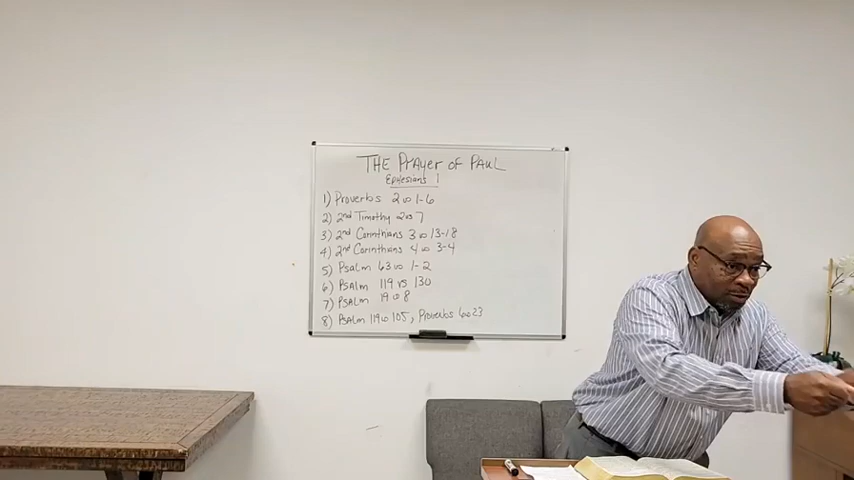 THE PrAyer oF PAUL
EpHesians 1
1) Proverbs 2 vs 1-6
2) 2nd Timothy 2 vs 7
3) 2nd Corinthians 3 vs 13-18
4) 2nd Corinthians 4 vs 3-4
5) Psalm 63 vs 1-2
6) Psalm 119 vs 130
7) Psalm 19 vs 8
8) Psalm 119 vs 105, Proverbs 6 vs 23